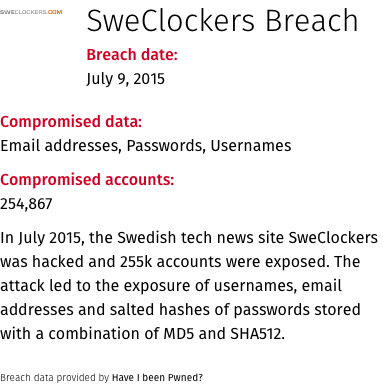 SWECLOCKERS.COM
SweClockers Breach
Breach date:
July 9, 2015
Compromised data:
Email addresses, Passwords, Usernames
Compromised accounts:
254,867
In July 2015, the Swedish tech news site SweClockers
was hacked and 255k accounts were exposed. The
attack led to the exposure of usernames, email
addresses and salted hashes of passwords stored
with a combination of MD5 and SHA512.
Breach data provided by Have I been Pwned?